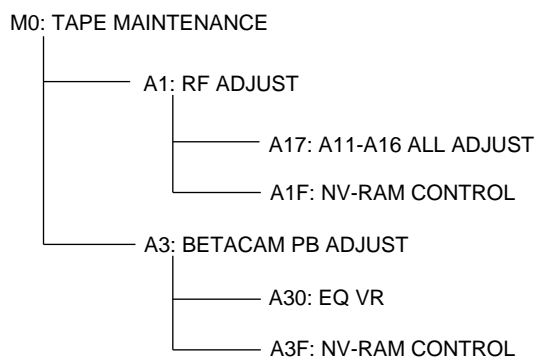 M0: TAPE MAINTENANCE
A1: RF ADJUST
A17: A11-A16 ALL ADJUST
A1F: NV-RAM CONTROL
A3: BETACAM PB ADJUST
A30: EQ VR
A3F: NV-RAM CONTROL